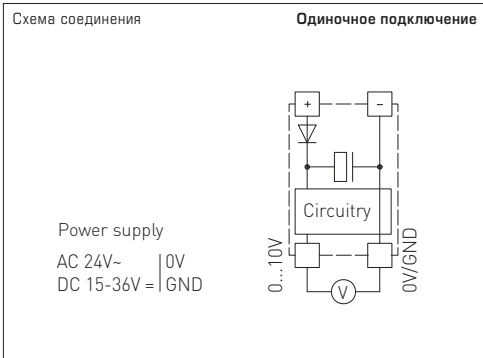 Схема соединения
Одиночное подключение
+
–
Circuitry
Power supply
AC 24V~ | 0V
DC 15-36V = | GND
0...10V
0V/GND
V